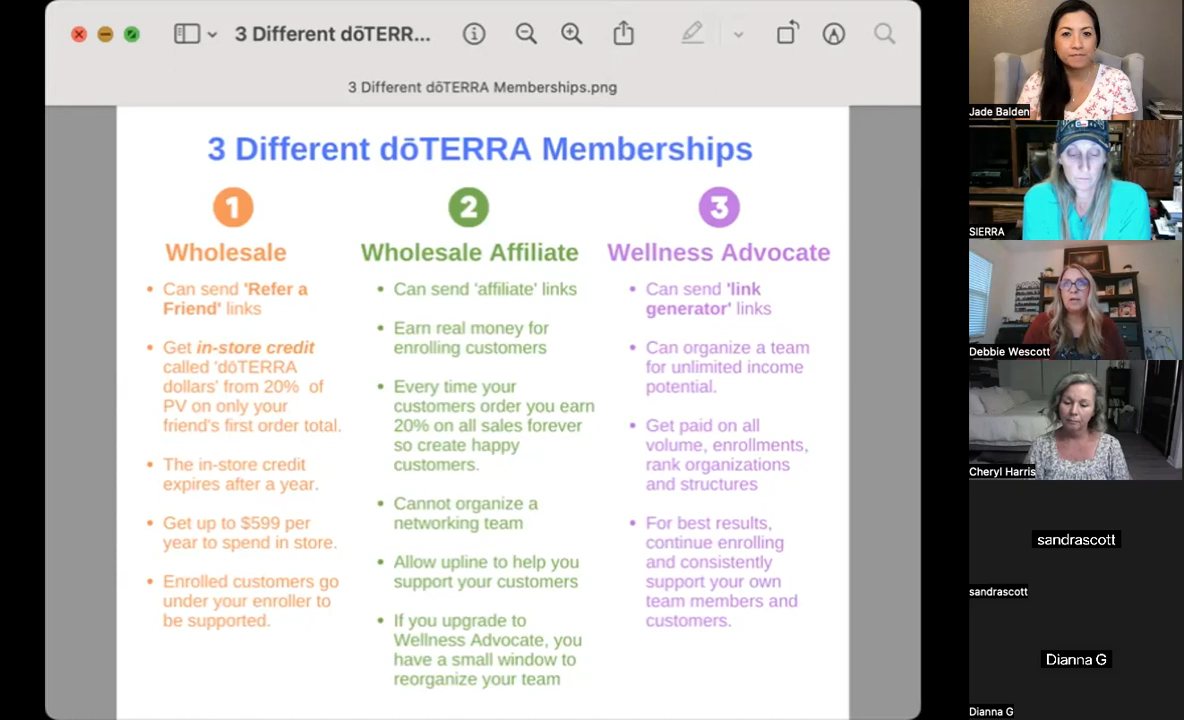 3 Different dōTERR...
3 Different dōTERRA Memberships.png
3 Different dōTERRA Memberships
1
Wholesale
• Can send 'Refer a
Friend' links
• Get in-store credit
called 'dōTERRA
dollars' from 20% of
PV on only your
friend's first order total.
• The in-store credit
expires after a year.
• Get up to $599 per
year to spend in store.
• Enrolled customers go
under your enroller to
be supported.
2
Wholesale Affiliate
• Can send 'affiliate' links
• Earn real money for
enrolling customers
• Every time your
customers order you earn
20% on all sales forever
so create happy
customers.
• Cannot organize a
networking team
• Allow upline to help you
support your customers
• If you upgrade to
Wellness Advocate, you
have a small window to
reorganize your team
3
Wellness Advocate
• Can send 'link
generator' links
• Can organize a team
for unlimited income
potential.
• Get paid on all
volume, enrollments,
rank organizations
and structures
• For best results,
continue enrolling
and consistently
support your own
team members and
customers.
Jade Balden
SIERRA
Debbie Wescott
Cheryl Harris
sandrascott
sandrascott
Dianna G
Dianna G